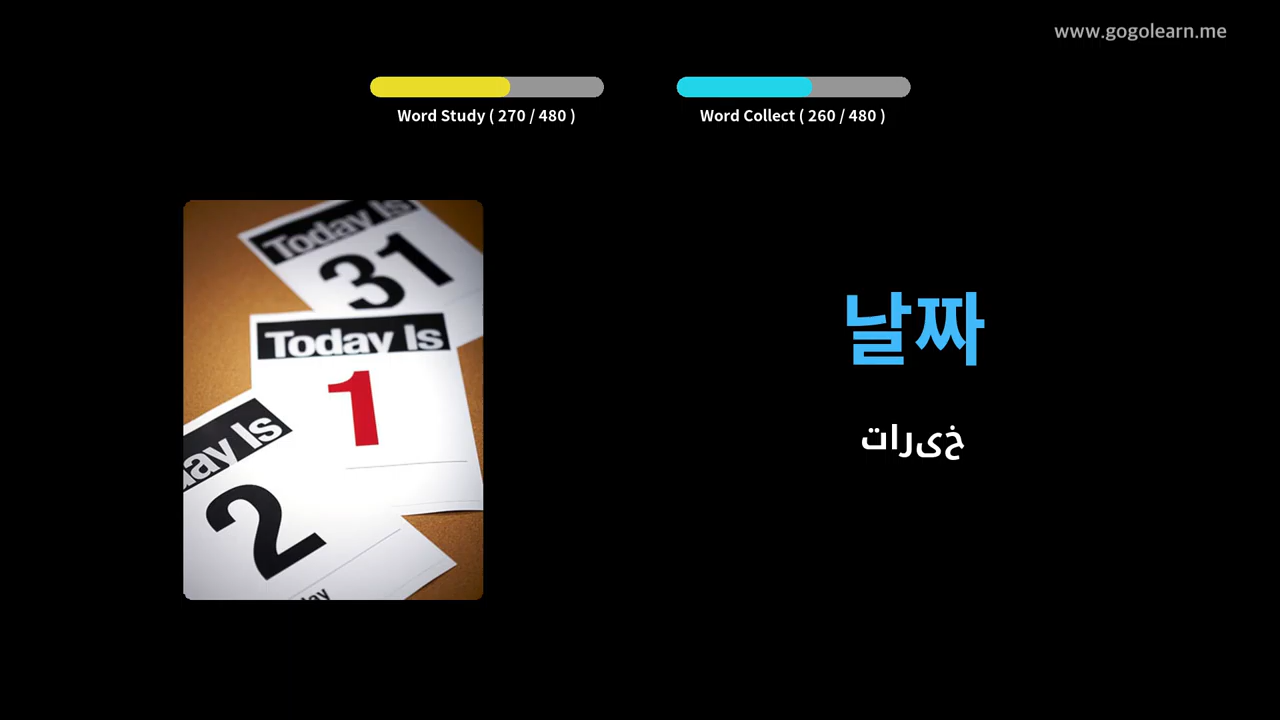 www.gogolearn.me
Word Study ( 270 / 480 )
Word Collect ( 260 / 480 )
Today Is
31
Today Is
1
ay Is
2
날짜
تاریخ